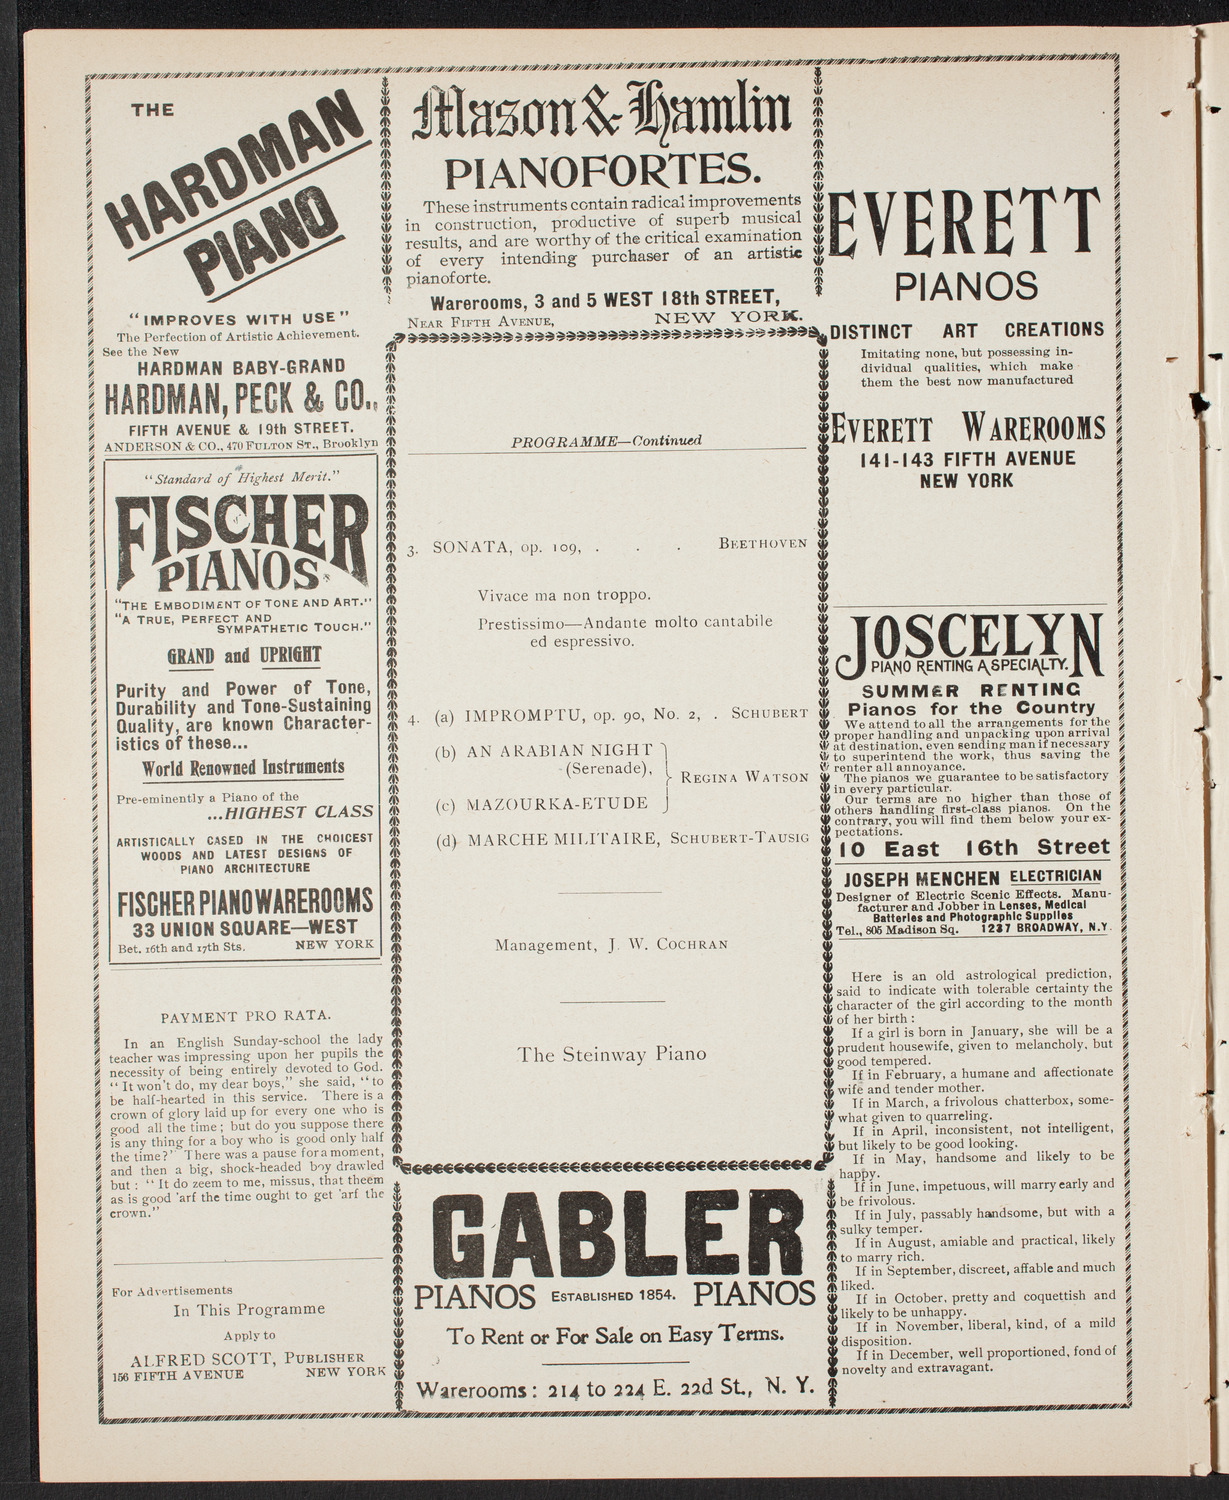 THE
HARDMAN
PIANO
"IMPROVES WITH USE"
The Perfection of Artistic Achievement.
See the New
HARDMAN BABY-GRAND
HARDMAN, PECK & CO.,
FIFTH AVENUE & 19th STREET.
ANDERSON & CO., 470 FULTON ST., Brooklyn
"Standard of Highest Merit."
FISCHER
PIANOS
"THE EMBODIMENT OF TONE AND ART."
"A TRUE, PERFECT AND
SYMPATHETIC TOUCH."
GRAND and UPRIGHT
Purity and Power of Tone,
Durability and Tone-Sustaining
Quality, are known Character-
istics of these...
World Renowned Instruments
Pre-eminently a Piano of the
...HIGHEST CLASS
ARTISTICALLY CASED IN THE CHOICEST
WOODS AND LATEST DESIGNS OF
PIANO ARCHITECTURE
FISCHER PIANO WAREROOMS
33 UNION SQUARE—WEST
Bet. 16th and 17th Sts. NEW YORK
PAYMENT PRO RATA.
In an English Sunday-school the lady
teacher was impressing upon her pupils the
necessity of being entirely devoted to God.
"It won't do, my dear boys," she said, "to
be half-hearted in this service. There is a
crown of glory laid up for every one who is
good all the time; but do you suppose there
is any thing for a boy who is good only half
the time?" There was a pause for a moment,
and then a big, shock-headed boy drawled
but: "It do zeem to me, missus, that theem
as is good 'arf the time ought to get 'arf the
crown."
For Advertisements
In This Programme
Apply to
ALFRED SCOTT, PUBLISHER
156 FIFTH AVENUE NEW YORK
Mason & Hamlin
PIANOFORTES.
These instruments contain radical improvements
in construction, productive of superb musical
results, and are worthy of the critical examination
of every intending purchaser of an artistic
pianoforte.
Warerooms, 3 and 5 WEST 18th STREET,
NEAR FIFTH AVENUE, NEW YORK.
PROGRAMME—Continued
3. SONATA, op. 109, . . . BEETHOVEN
Vivace ma non troppo.
Prestissimo—Andante molto cantabile
ed espressivo.
4. (a) IMPROMPTU, op. 90, No. 2, . SCHUBERT
(b) AN ARABIAN NIGHT
(Serenade),
REGINA WATSON
(c) MAZOURKA-ETUDE
(d) MARCHE MILITAIRE, SCHUBERT-TAUSIG
Management, J. W. COCHRAN
The Steinway Piano
GABLER
PIANOS ESTABLISHED 1854. PIANOS
To Rent or For Sale on Easy Terms.
Warerooms: 214 to 224 E. 22d St., N. Y.
EVERETT
PIANOS
DISTINCT ART CREATIONS
Imitating none, but possessing in-
dividual qualities, which make
them the best now manufactured
EVERETT WAREROOMS
141-143 FIFTH AVENUE
NEW YORK
JOSCELYN
PIANO RENTING A SPECIALTY.
SUMMER RENTING
Pianos for the Country
We attend to all the arrangements for the
proper handling and unpacking upon arrival
at destination, even sending man if necessary
to superintend the work, thus saving the
renter all annoyance.
The pianos we guarantee to be satisfactory
in every particular.
Our terms are no higher than those of
others handling first-class pianos. On the
contrary, you will find them below your ex-
pectations.
10 East 16th Street
JOSEPH MENCHEN ELECTRICIAN
Designer of Electric Scenic Effects. Manu-
facturer and Jobber in Lenses, Medical
Batteries and Photographic Supplies
Tel., 805 Madison Sq. 1237 BROADWAY, N.Y.
Here is an old astrological prediction,
said to indicate with tolerable certainty the
character of the girl according to the month
of her birth:
If a girl is born in January, she will be a
prudent housewife, given to melancholy, but
good tempered.
If in February, a humane and affectionate
wife and tender mother.
If in March, a frivolous chatterbox, some-
what given to quarreling.
If in April, inconsistent, not intelligent,
but likely to be good looking.
If in May, handsome and likely to be
happy.
If in June, impetuous, will marry early and
be frivolous.
If in July, passably handsome, but with a
sulky temper.
If in August, amiable and practical, likely
to marry rich.
If in September, discreet, affable and much
liked.
If in October, pretty and coquettish and
likely to be unhappy.
If in November, liberal, kind, of a mild
disposition.
If in December, well proportioned, fond of
novelty and extravagant.